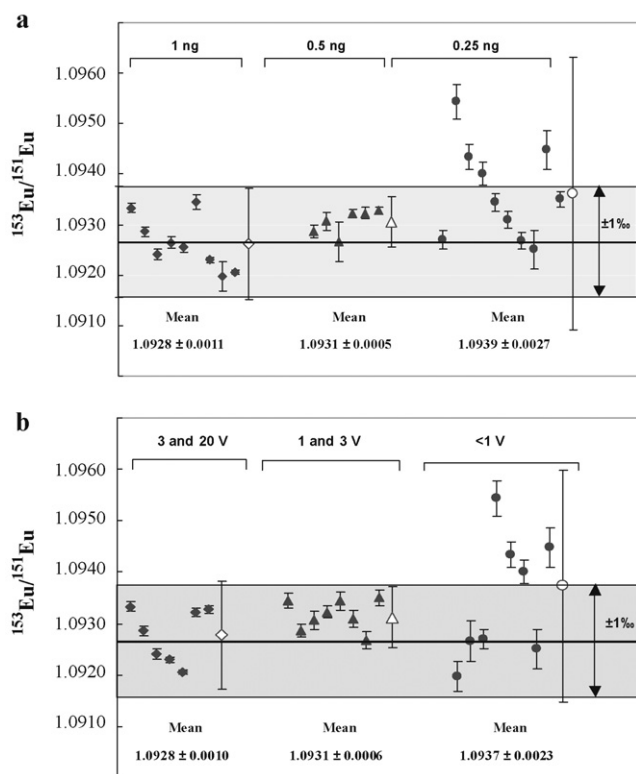 a
1 ng 0.5 ng 0.25 ng
1.0960
1.0950
1.0940
1.0930
1.0920
1.0910
153Eu/151Eu
±1‰
Mean Mean Mean
1.0928 ± 0.0011 1.0931 ± 0.0005 1.0939 ± 0.0027
b
3 and 20 V 1 and 3 V <1 V
1.0960
1.0950
1.0940
1.0930
1.0920
1.0910
153Eu/151Eu
±1‰
Mean Mean Mean
1.0928 ± 0.0010 1.0931 ± 0.0006 1.0937 ± 0.0023